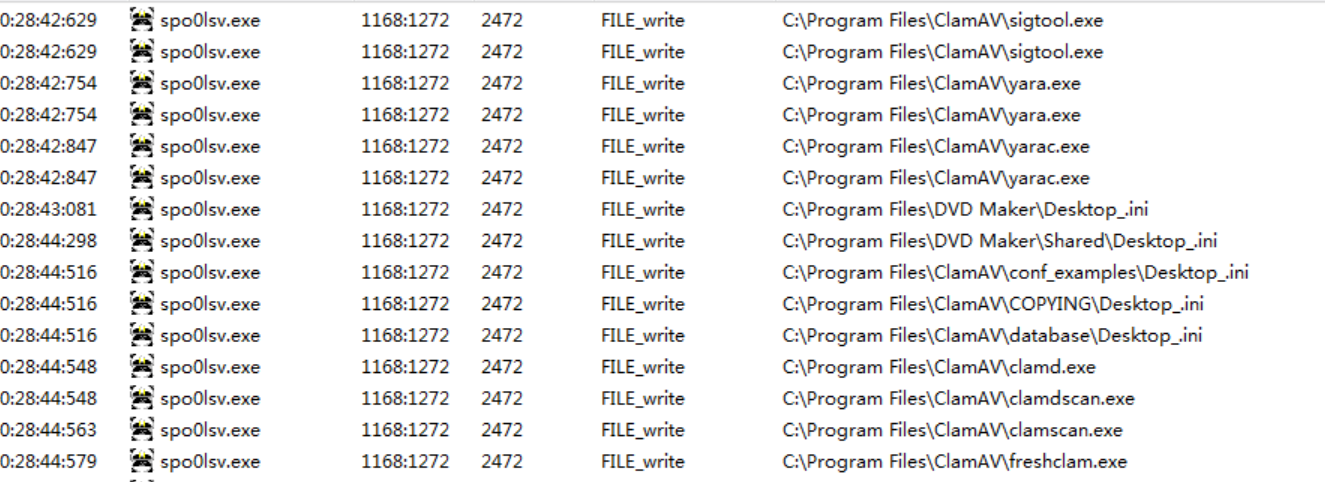 0:28:42:629 spo0lsv.exe 1168:1272 2472 FILE_write C:\Program Files\ClamAV\sigtool.exe
0:28:42:629 spo0lsv.exe 1168:1272 2472 FILE_write C:\Program Files\ClamAV\sigtool.exe
0:28:42:754 spo0lsv.exe 1168:1272 2472 FILE_write C:\Program Files\ClamAV\yara.exe
0:28:42:754 spo0lsv.exe 1168:1272 2472 FILE_write C:\Program Files\ClamAV\yara.exe
0:28:42:847 spo0lsv.exe 1168:1272 2472 FILE_write C:\Program Files\ClamAV\yarac.exe
0:28:42:847 spo0lsv.exe 1168:1272 2472 FILE_write C:\Program Files\ClamAV\yarac.exe
0:28:43:081 spo0lsv.exe 1168:1272 2472 FILE_write C:\Program Files\DVD Maker\Desktop_.ini
0:28:44:298 spo0lsv.exe 1168:1272 2472 FILE_write C:\Program Files\DVD Maker\Shared\Desktop_.ini
0:28:44:516 spo0lsv.exe 1168:1272 2472 FILE_write C:\Program Files\ClamAV\conf_examples\Desktop_.ini
0:28:44:516 spo0lsv.exe 1168:1272 2472 FILE_write C:\Program Files\ClamAV\COPYING\Desktop_.ini
0:28:44:516 spo0lsv.exe 1168:1272 2472 FILE_write C:\Program Files\ClamAV\database\Desktop_.ini
0:28:44:548 spo0lsv.exe 1168:1272 2472 FILE_write C:\Program Files\ClamAV\clamd.exe
0:28:44:548 spo0lsv.exe 1168:1272 2472 FILE_write C:\Program Files\ClamAV\clamdscan.exe
0:28:44:563 spo0lsv.exe 1168:1272 2472 FILE_write C:\Program Files\ClamAV\clamscan.exe
0:28:44:579 spo0lsv.exe 1168:1272 2472 FILE_write C:\Program Files\ClamAV\freshclam.exe